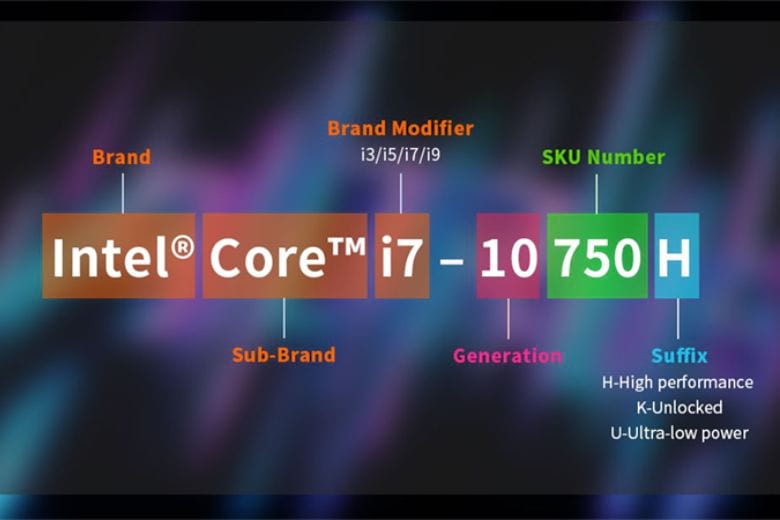 Brand Modifier
i3/i5/i7/i9
Brand
SKU Number
Intel® Core™ i7 – 10 750 H
Sub-Brand
Generation
Suffix
H-High performance
K-Unlocked
U-Ultra-low power